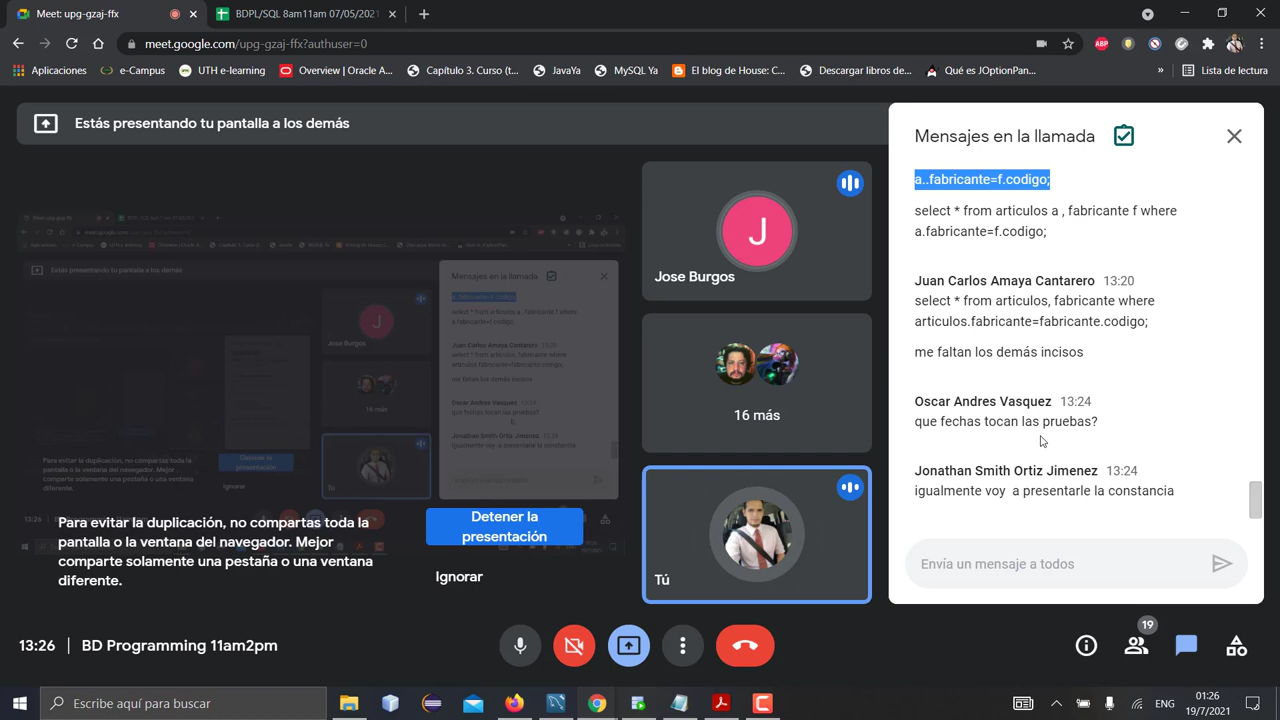 Meet: upg-gzaj-ffx
BDPL/SQL 8am11am 07/05/2021
meet.google.com/upg-gzaj-ffx?authuser=0
ABP
Aplicaciones
e-Campus
UTH e-learning
Overview | Oracle A...
Capítulo 3. Curso (t...
JavaYa
MySQL Ya
El blog de House: C...
Descargar libros de...
Qué es JOptionPan...
»
Lista de lectura
Estás presentando tu pantalla a los demás
Mensajes en la llamada
a..fabricante=f.codigo;
select * from articulos a , fabricante f where
a.fabricante=f.codigo;
Juan Carlos Amaya Cantarero 13:20
select * from articulos, fabricante where
articulos.fabricante=fabricante.codigo;
me faltan los demás incisos
Oscar Andres Vasquez 13:24
que fechas tocan las pruebas?
Jonathan Smith Ortiz Jimenez 13:24
igualmente voy a presentarle la constancia
Envía un mensaje a todos
J
Jose Burgos
16 más
Tú
Para evitar la duplicación, no compartas toda la
pantalla o la ventana del navegador. Mejor
comparte solamente una pestaña o una ventana
diferente.
Detener la
presentación
Ignorar
13:26 | BD Programming 11am2pm
19
Escribe aquí para buscar
ENG
01:26
19/7/2021